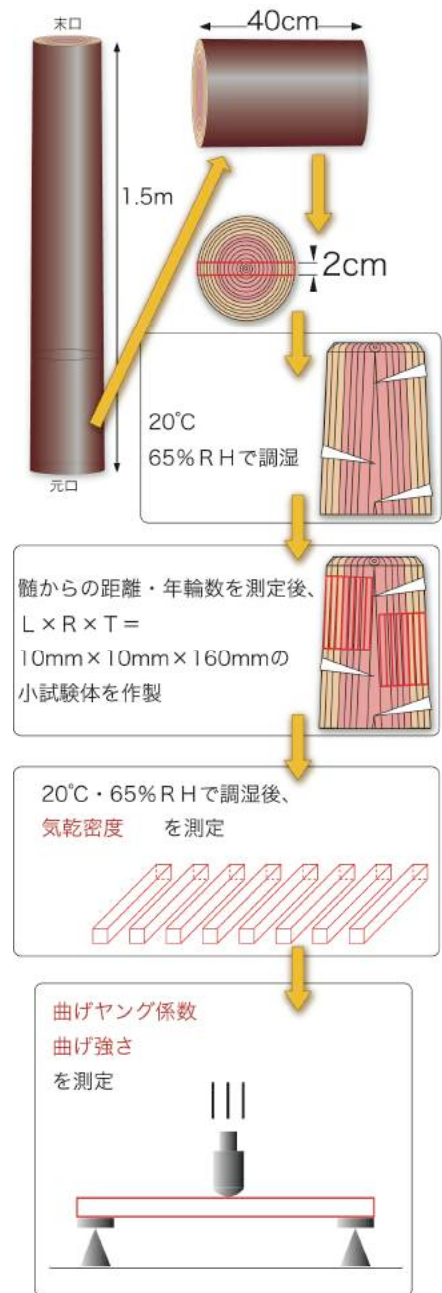 末口
40cm
1.5m
2cm
元口
20℃
65%RHで調湿
髄からの距離・年輪数を測定後、
L×R×T=
10mm×10mm×160mmの
小試験体を作製
20℃・65%RHで調湿後、
気乾密度 を測定
曲げヤング係数
曲げ強さ
を測定